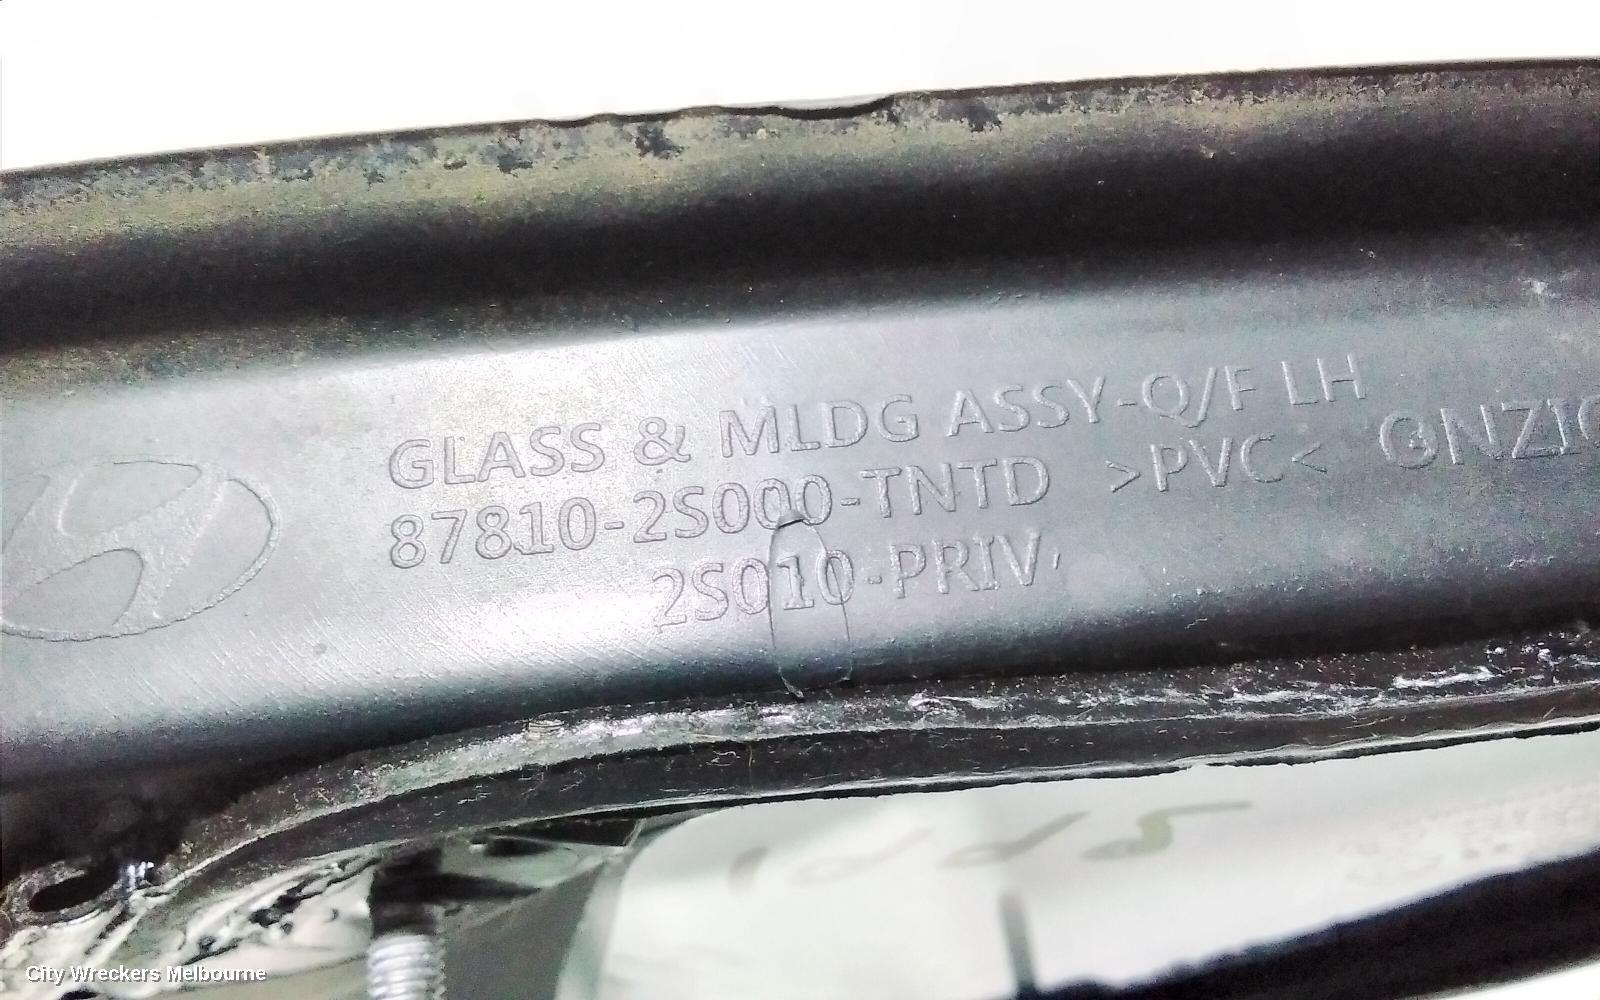 GLASS & MLDG ASSY-Q/F LH
87810-2S000-TNTD >PVC<
2S010-PRIV
City Wreckers Melbourne